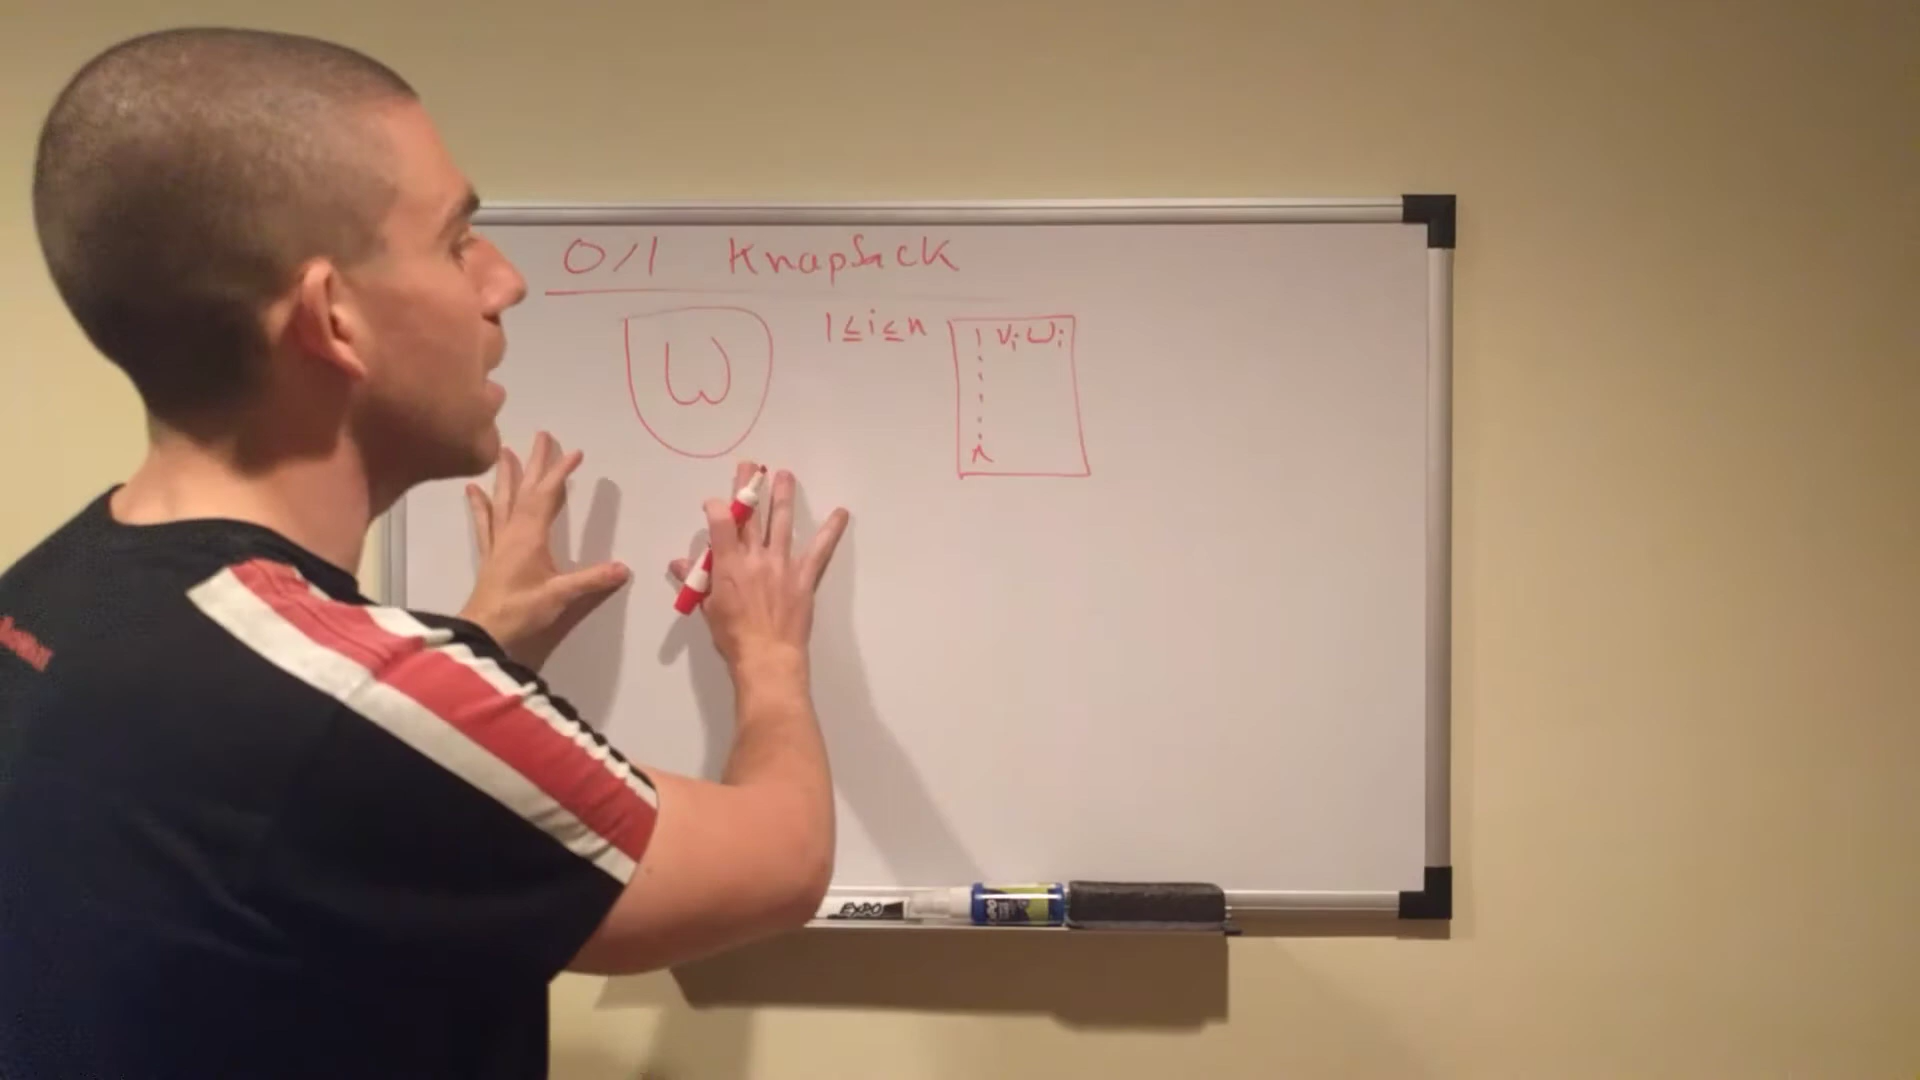 0/1 Knapsack
W
1≤i≤n
1 vᵢ wᵢ
n
EXPO